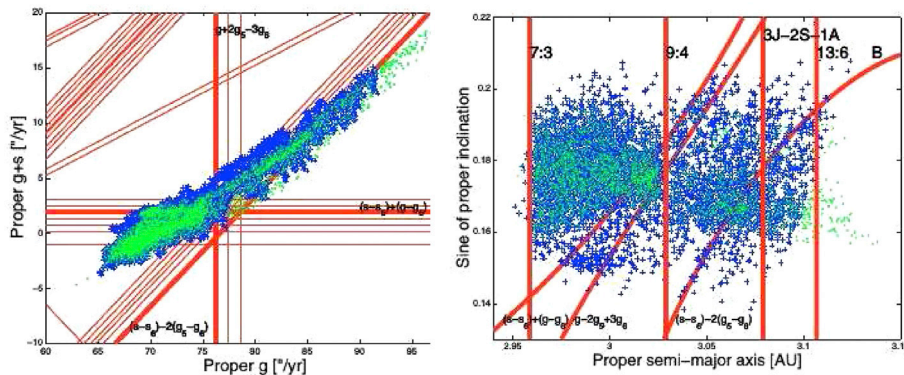 20
15
10
5
0
−5
−10
Proper g+s ["/yr]
g+2g₅−3g₆
(s−s₆)+(g−g₆)
(s−s₆)−2(g₅−g₆)
60 65 70 75 80 85 90 95
Proper g ["/yr]
0.22
0.2
0.18
0.16
0.14
Sine of proper inclination
3J−2S−1A
7:3 9:4 13:6 B
(s−s₆)+(g−g₆) (s−s₆)−2(g₅−g₆)
2.95 3 3.05 3.1 3.1
Proper semi−major axis [AU]